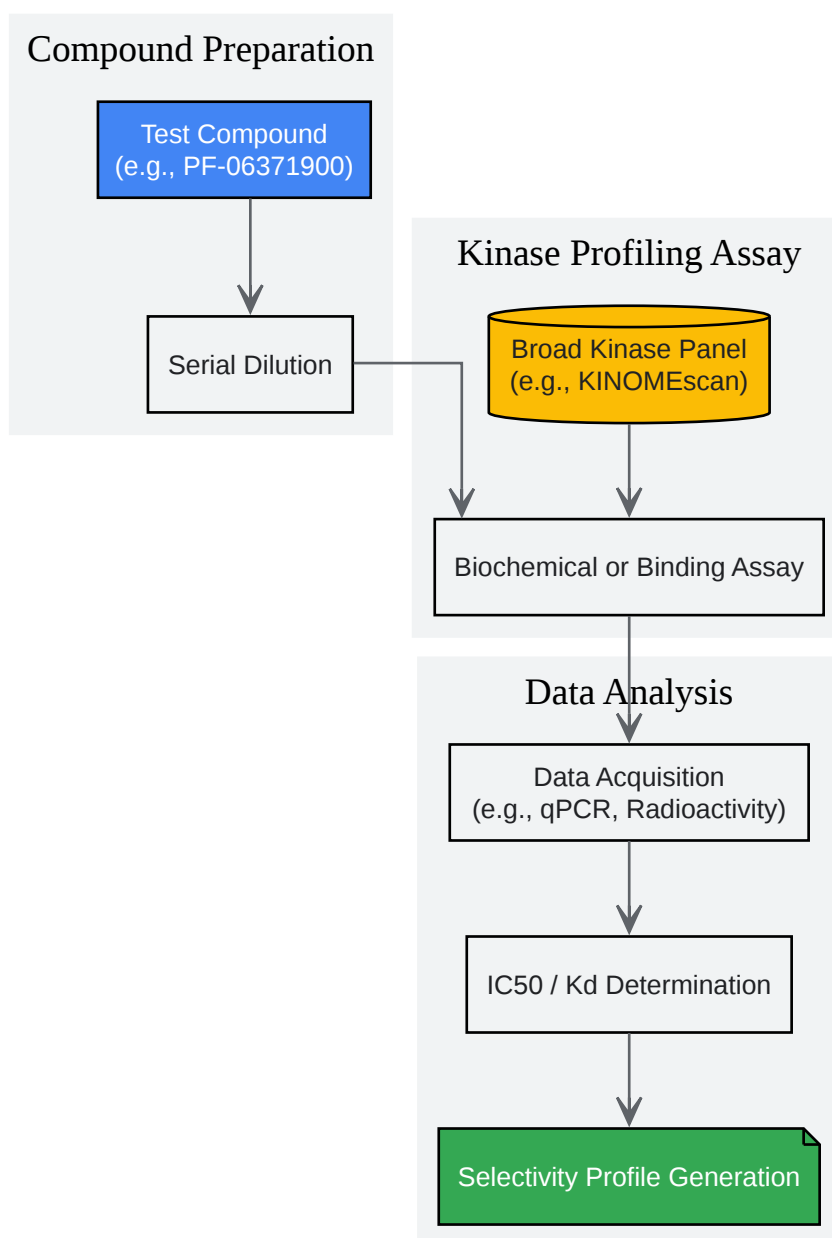 Compound Preparation
Test Compound
(e.g., PF-06371900)
Serial Dilution
Kinase Profiling Assay
Broad Kinase Panel
(e.g., KINOMEscan)
Biochemical or Binding Assay
Data Analysis
Data Acquisition
(e.g., qPCR, Radioactivity)
IC50 / Kd Determination
Selectivity Profile Generation